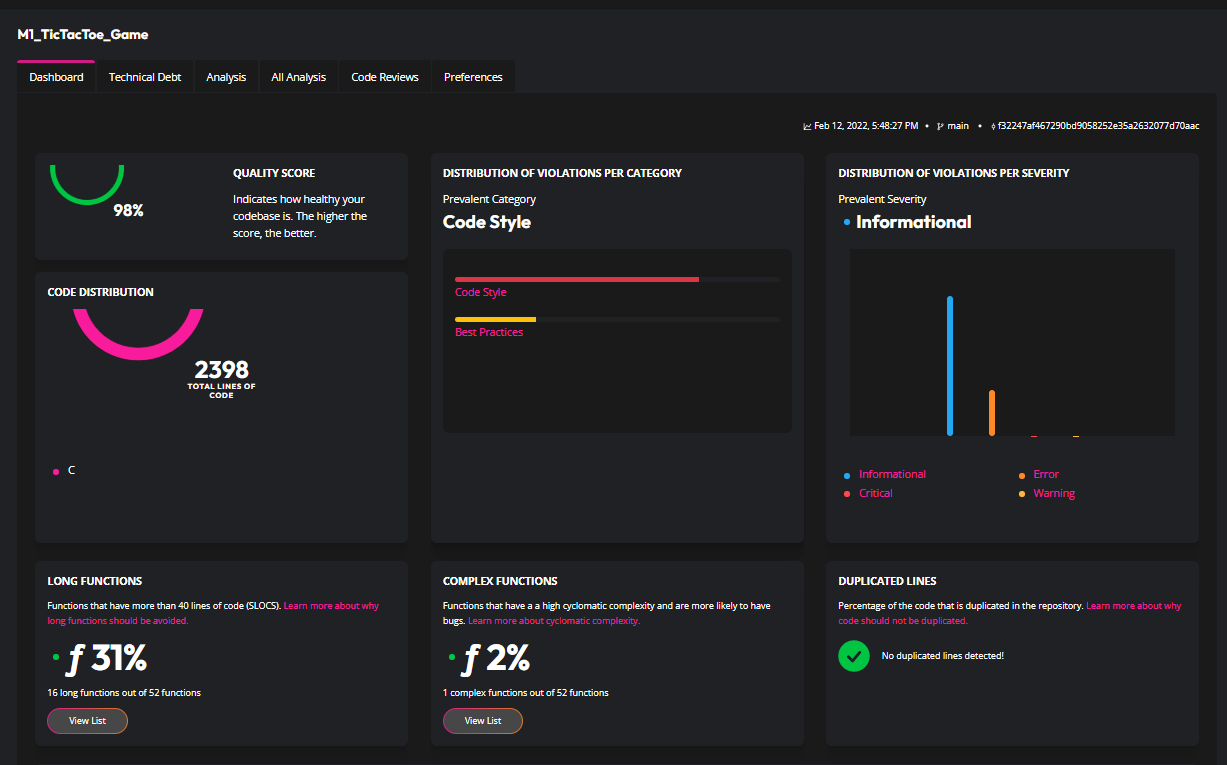 M1_TicTacToe_Game
Dashboard Technical Debt Analysis All Analysis Code Reviews Preferences
Feb 12, 2022, 5:48:27 PM • main • f32247af467290bd9058252e35a2632077d70aac
98%
QUALITY SCORE
Indicates how healthy your
codebase is. The higher the
score, the better.
CODE DISTRIBUTION
2398
TOTAL LINES OF
CODE
C
DISTRIBUTION OF VIOLATIONS PER CATEGORY
Prevalent Category
Code Style
Code Style
Best Practices
DISTRIBUTION OF VIOLATIONS PER SEVERITY
Prevalent Severity
Informational
Informational Error
Critical Warning
LONG FUNCTIONS
Functions that have more than 40 lines of code (SLOCS). Learn more about why
long functions should be avoided.
ƒ 31%
16 long functions out of 52 functions
View List
COMPLEX FUNCTIONS
Functions that have a a high cyclomatic complexity and are more likely to have
bugs. Learn more about cyclomatic complexity.
ƒ 2%
1 complex functions out of 52 functions
View List
DUPLICATED LINES
Percentage of the code that is duplicated in the repository. Learn more about why
code should not be duplicated.
No duplicated lines detected!